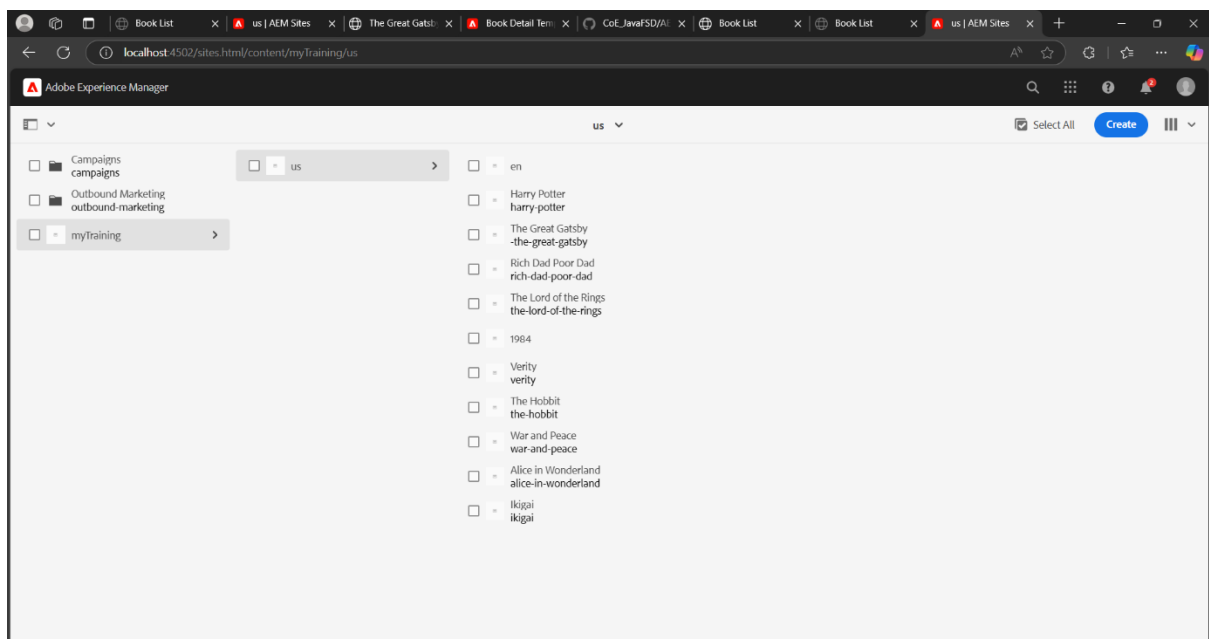 Book List
us | AEM Sites
The Great Gatsb
Book Detail Tem
CoE_JavaFSD/AE
Book List
Book List
us | AEM Sites
localhost:4502/sites.html/content/myTraining/us
Adobe Experience Manager
2
us
Select All
Create
Campaigns
campaigns
Outbound Marketing
outbound-marketing
myTraining
us
en
Harry Potter
harry-potter
The Great Gatsby
-the-great-gatsby
Rich Dad Poor Dad
rich-dad-poor-dad
The Lord of the Rings
the-lord-of-the-rings
1984
Verity
verity
The Hobbit
the-hobbit
War and Peace
war-and-peace
Alice in Wonderland
alice-in-wonderland
Ikigai
ikigai